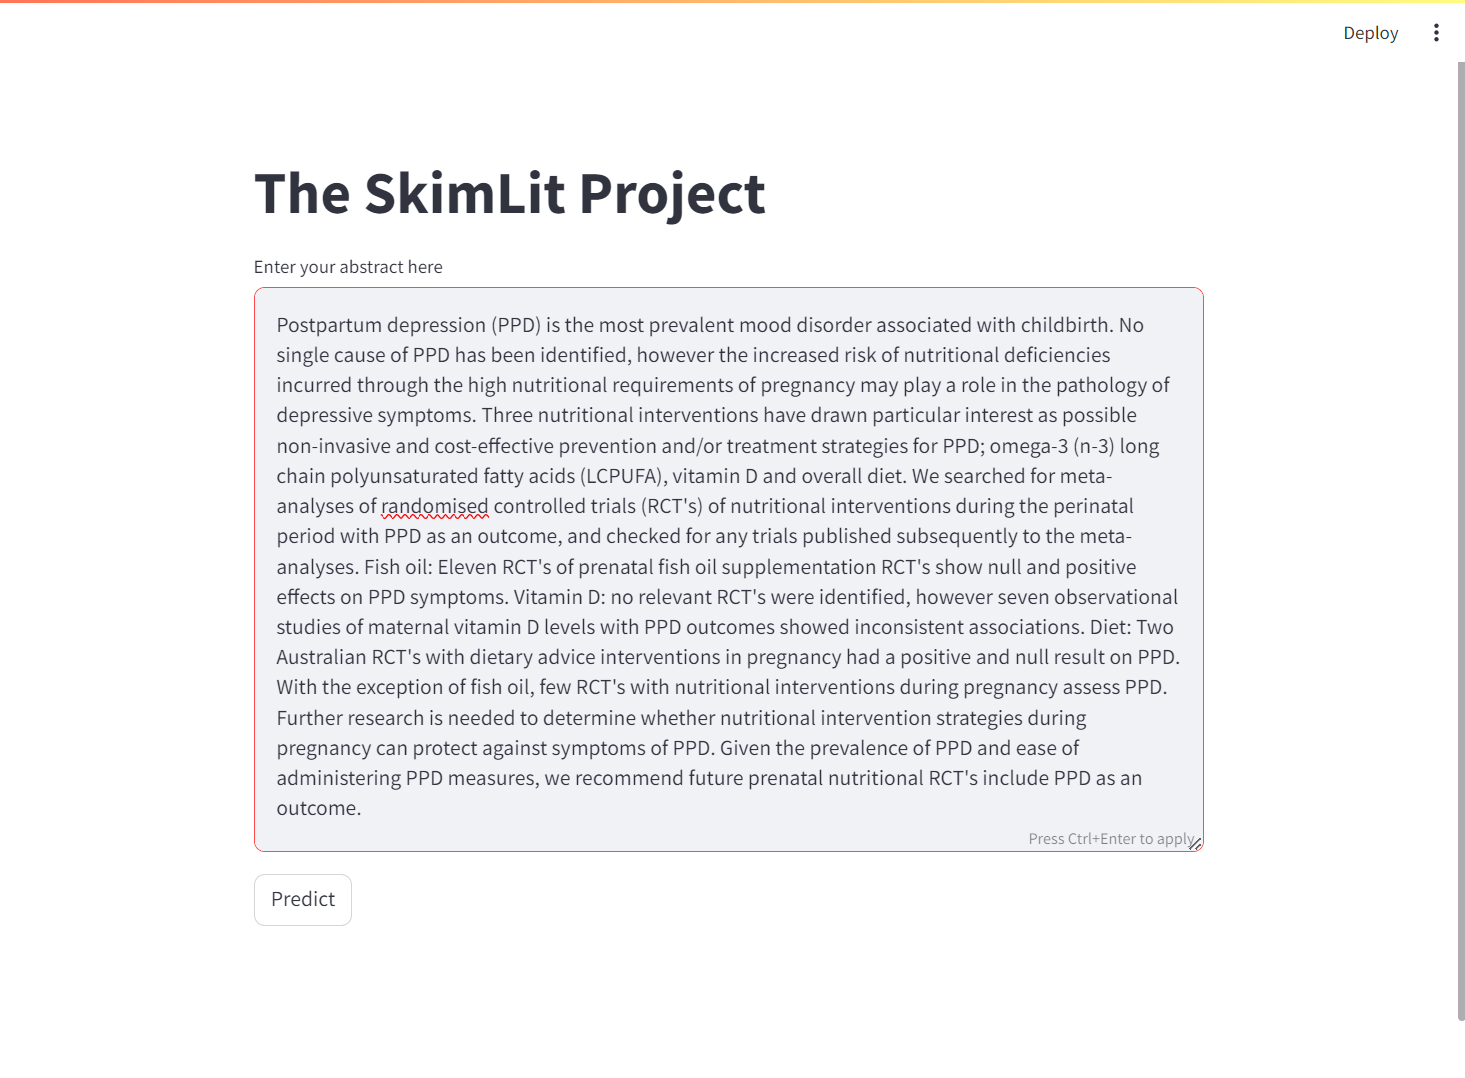 Deploy
The SkimLit Project
Enter your abstract here
Postpartum depression (PPD) is the most prevalent mood disorder associated with childbirth. No
single cause of PPD has been identified, however the increased risk of nutritional deficiencies
incurred through the high nutritional requirements of pregnancy may play a role in the pathology of
depressive symptoms. Three nutritional interventions have drawn particular interest as possible
non-invasive and cost-effective prevention and/or treatment strategies for PPD; omega-3 (n-3) long
chain polyunsaturated fatty acids (LCPUFA), vitamin D and overall diet. We searched for meta-
analyses of randomised controlled trials (RCT's) of nutritional interventions during the perinatal
period with PPD as an outcome, and checked for any trials published subsequently to the meta-
analyses. Fish oil: Eleven RCT's of prenatal fish oil supplementation RCT's show null and positive
effects on PPD symptoms. Vitamin D: no relevant RCT's were identified, however seven observational
studies of maternal vitamin D levels with PPD outcomes showed inconsistent associations. Diet: Two
Australian RCT's with dietary advice interventions in pregnancy had a positive and null result on PPD.
With the exception of fish oil, few RCT's with nutritional interventions during pregnancy assess PPD.
Further research is needed to determine whether nutritional intervention strategies during
pregnancy can protect against symptoms of PPD. Given the prevalence of PPD and ease of
administering PPD measures, we recommend future prenatal nutritional RCT's include PPD as an
outcome.
Press Ctrl+Enter to apply
Predict